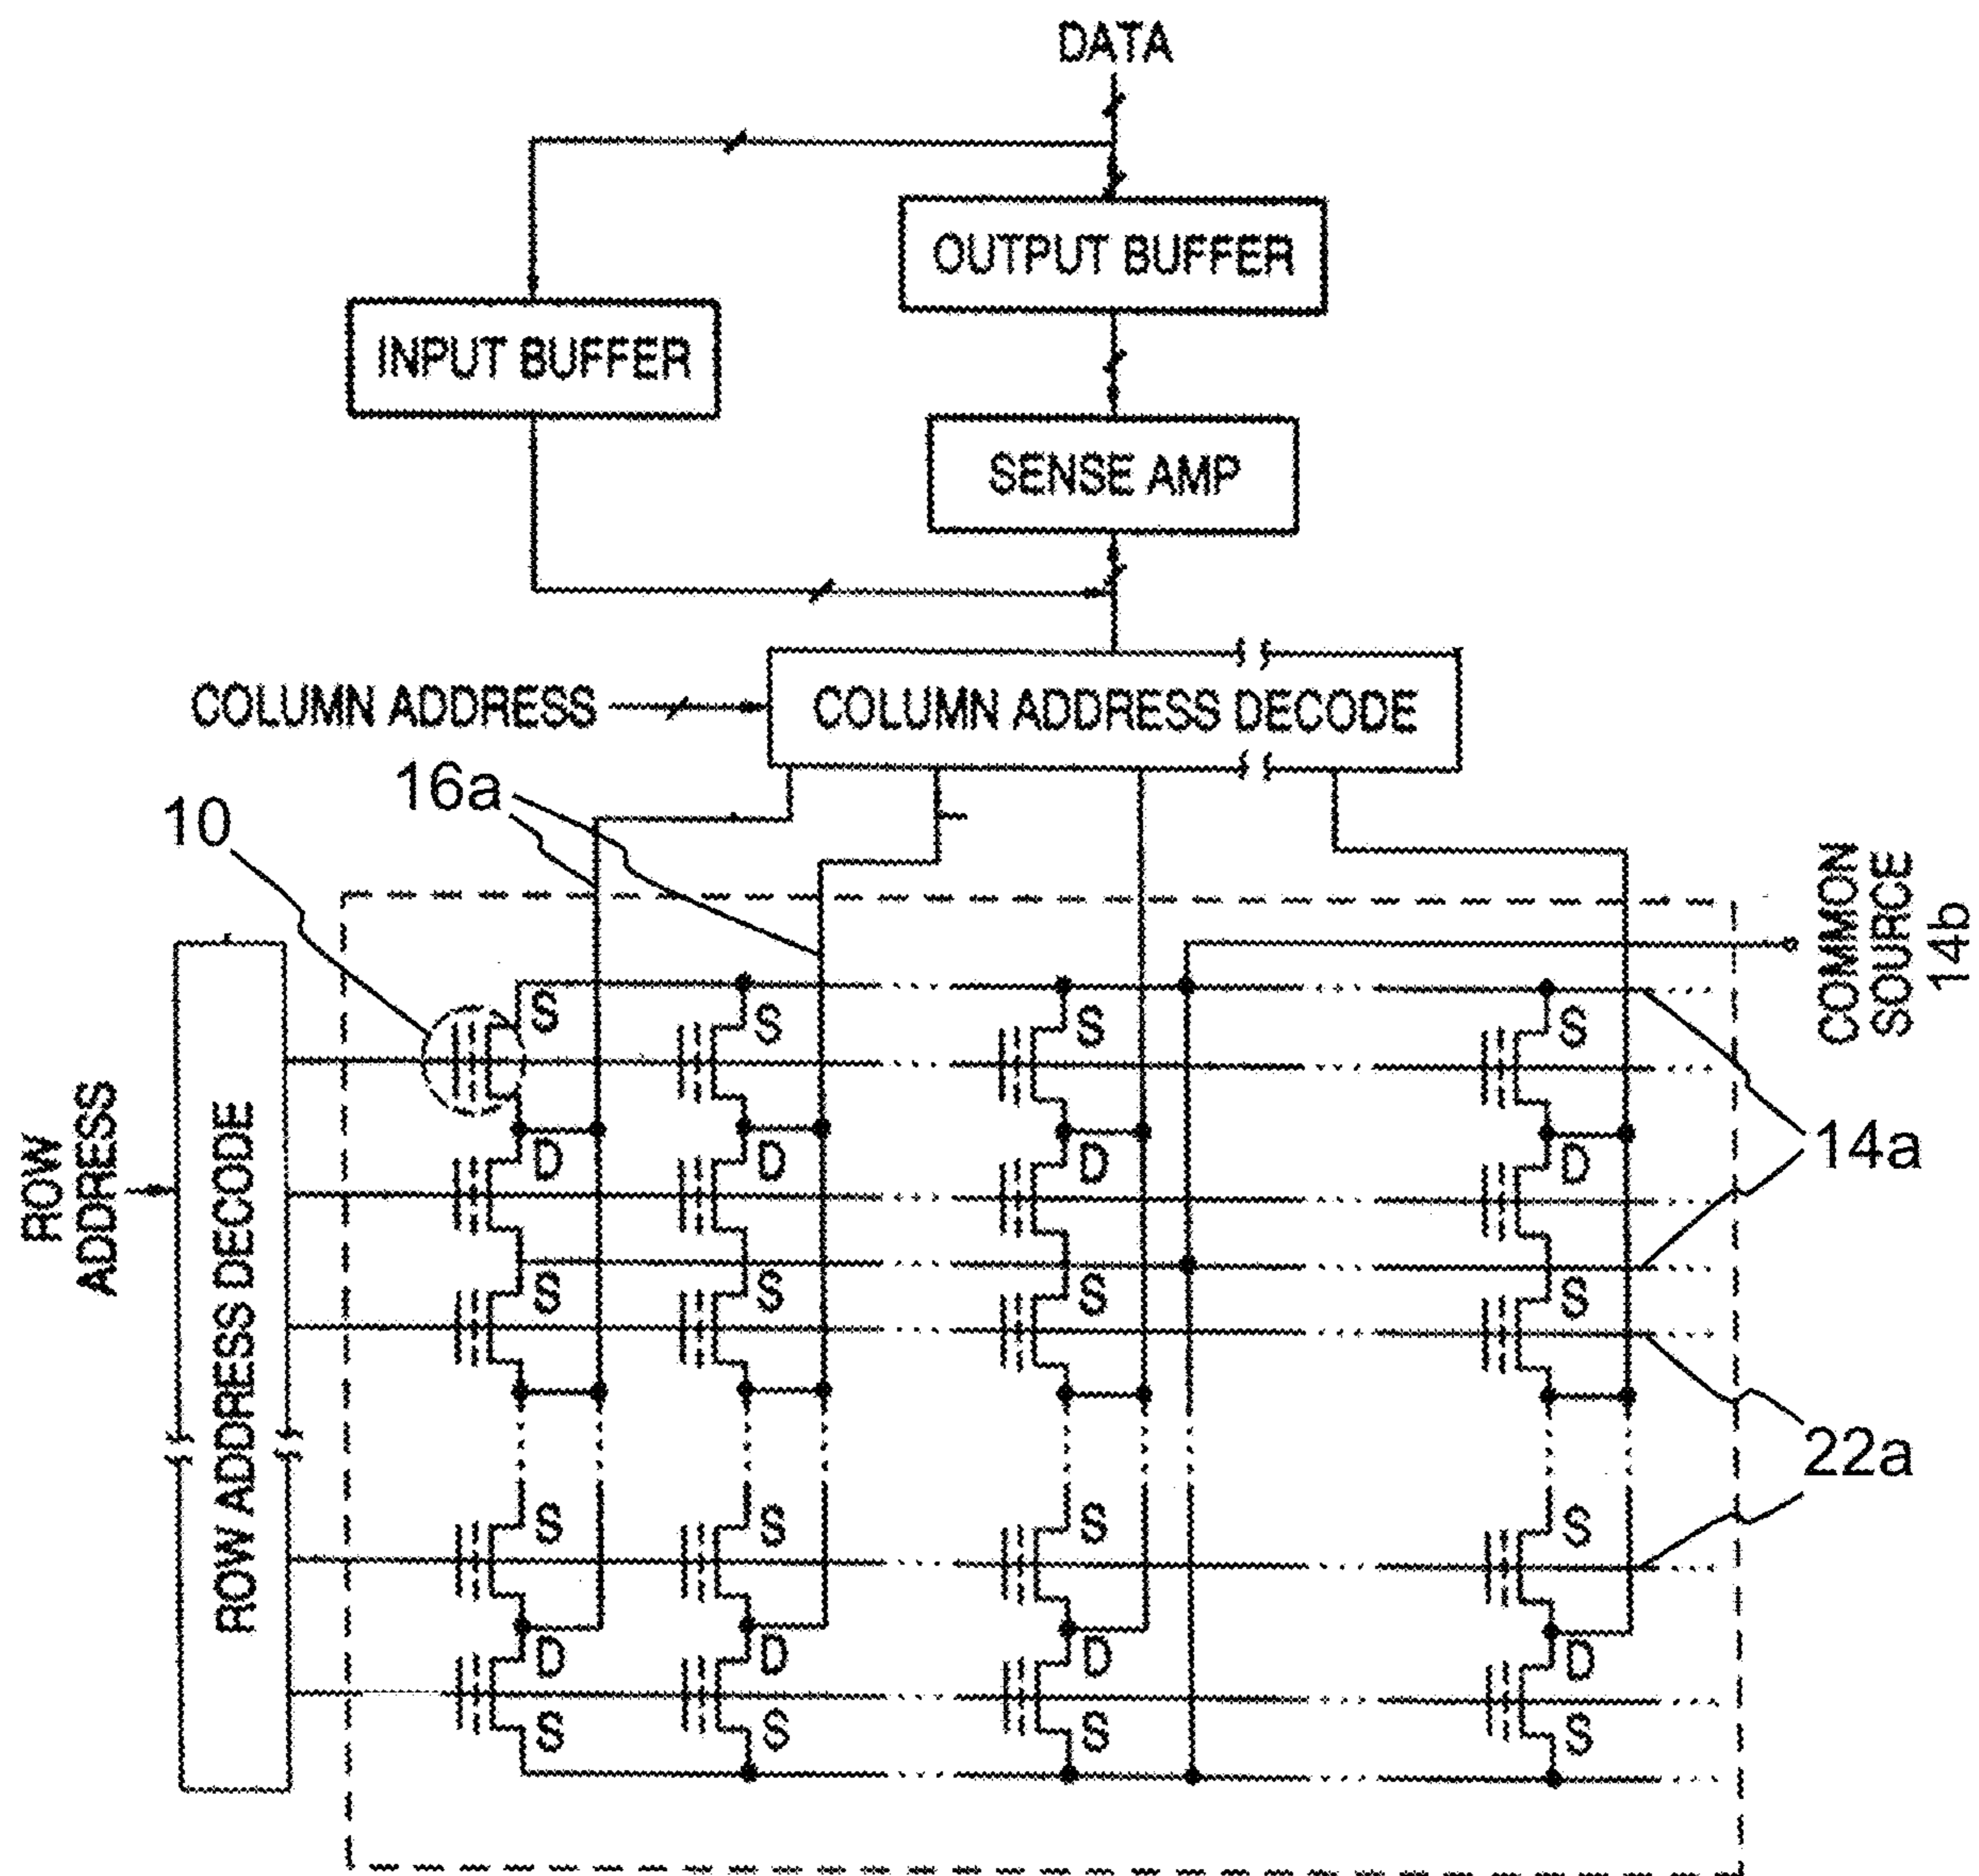 DATA
OUTPUT BUFFER
INPUT BUFFER
SENSE AMP
COLUMN ADDRESS
COLUMN ADDRESS DECODE
16a
10
COMMON
SOURCE
14b
S S S S
ROW
ADDRESS
ROW ADDRESS DECODE
D D D D
14a
S S S S
22a
S S S S
D D D D
S S S S